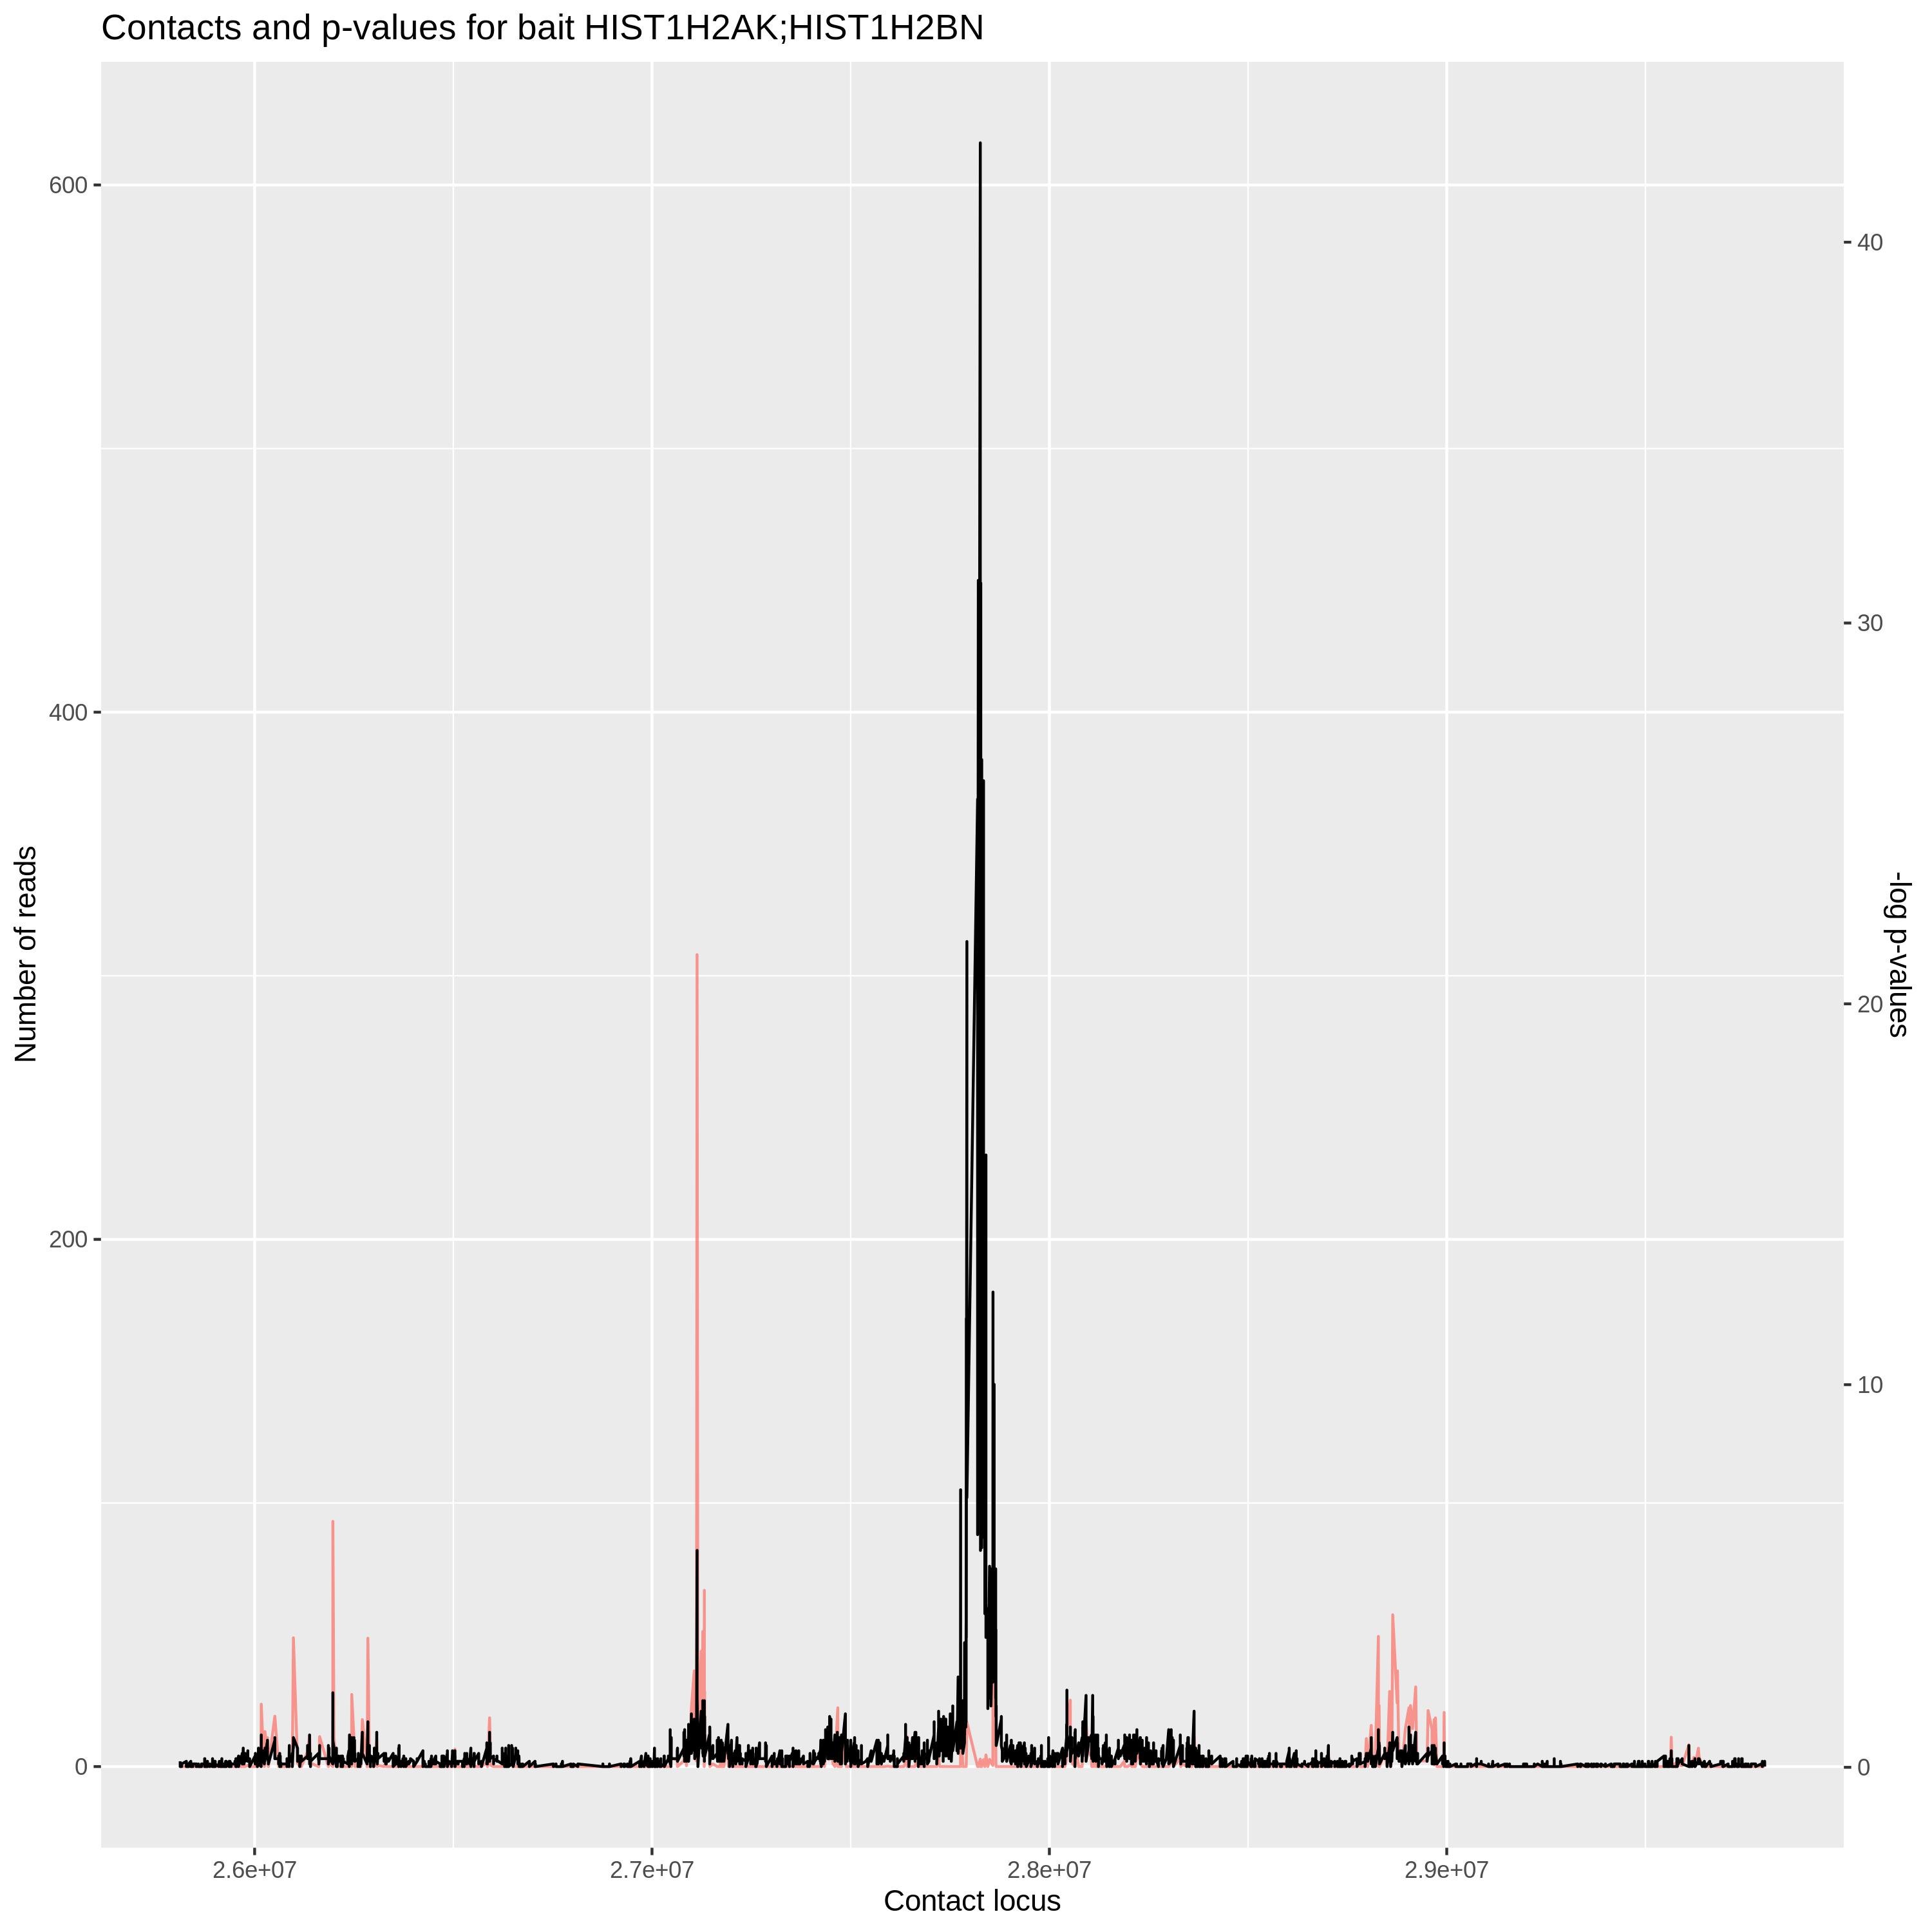 Contacts and p-values for bait HIST1H2AK;HIST1H2BN
600
400
200
0
Number of reads
40
30
20
10
0
-log p-values
2.6e+07 2.7e+07 2.8e+07 2.9e+07
Contact locus